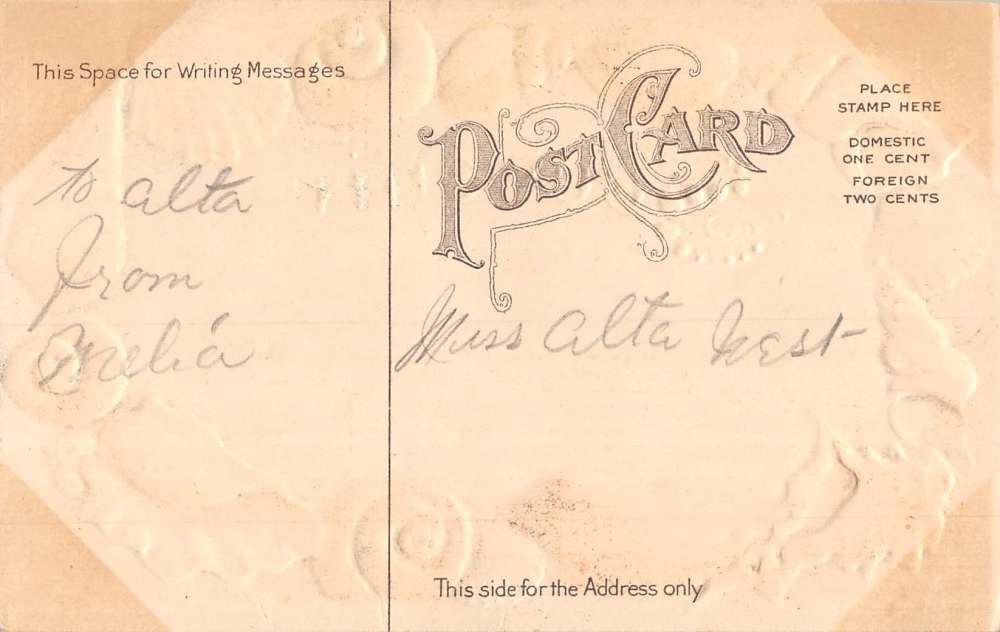 This Space for Writing Messages
to Alta
From
Melia
POST CARD
PLACE
STAMP HERE
DOMESTIC
ONE CENT
FOREIGN
TWO CENTS
Miss Alta West
This side for the Address only